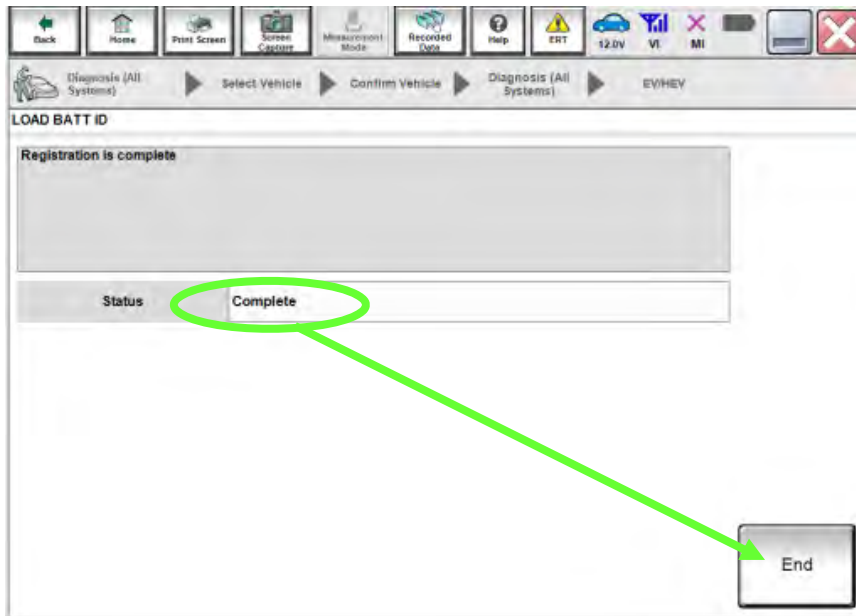 Back
Home
Print Screen
Screen
Capture
Measurement
Mode
Recorded
Data
Help
ERT
12.0V
VI
MI
Diagnosis (All
Systems)
Select Vehicle
Confirm Vehicle
Diagnosis (All
Systems)
EV/HEV
LOAD BATT ID
Registration is complete
Status
Complete
End